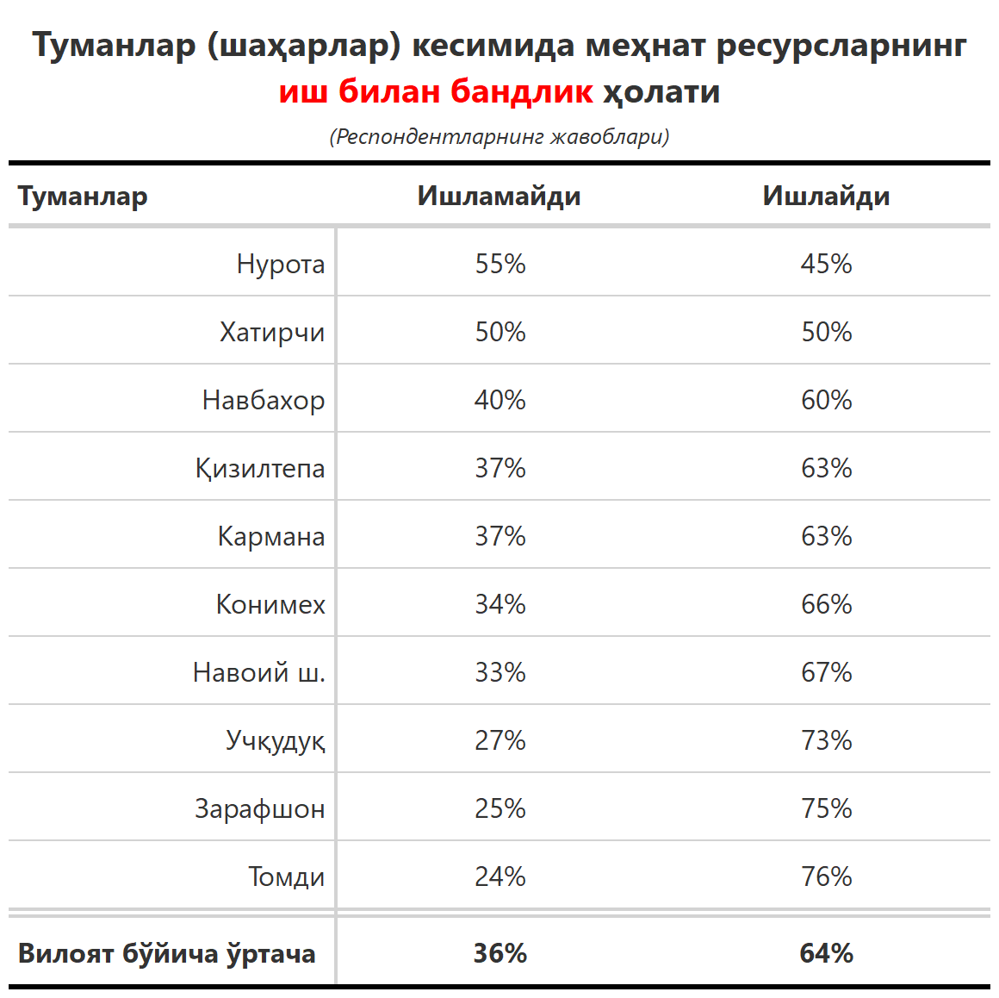 Туманлар (шаҳарлар) кесимида меҳнат ресурсларнинг
иш билан бандлик ҳолати
(Респондентларнинг жавоблари)
Туманлар Ишламайди Ишлайди
Нурота 55% 45%
Хатирчи 50% 50%
Навбахор 40% 60%
Қизилтепа 37% 63%
Кармана 37% 63%
Конимех 34% 66%
Навоий ш. 33% 67%
Учқудуқ 27% 73%
Зарафшон 25% 75%
Томди 24% 76%
Вилоят бўйича ўртача 36% 64%